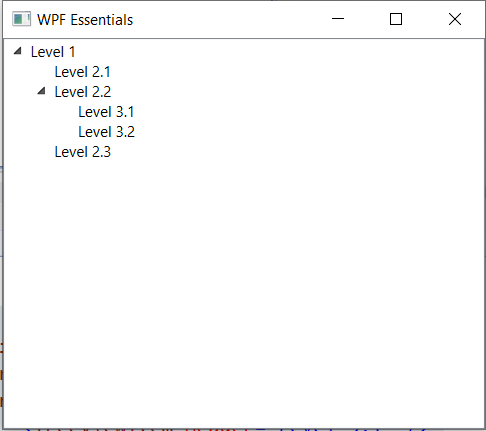 WPF Essentials
Level 1
Level 2.1
Level 2.2
Level 3.1
Level 3.2
Level 2.3